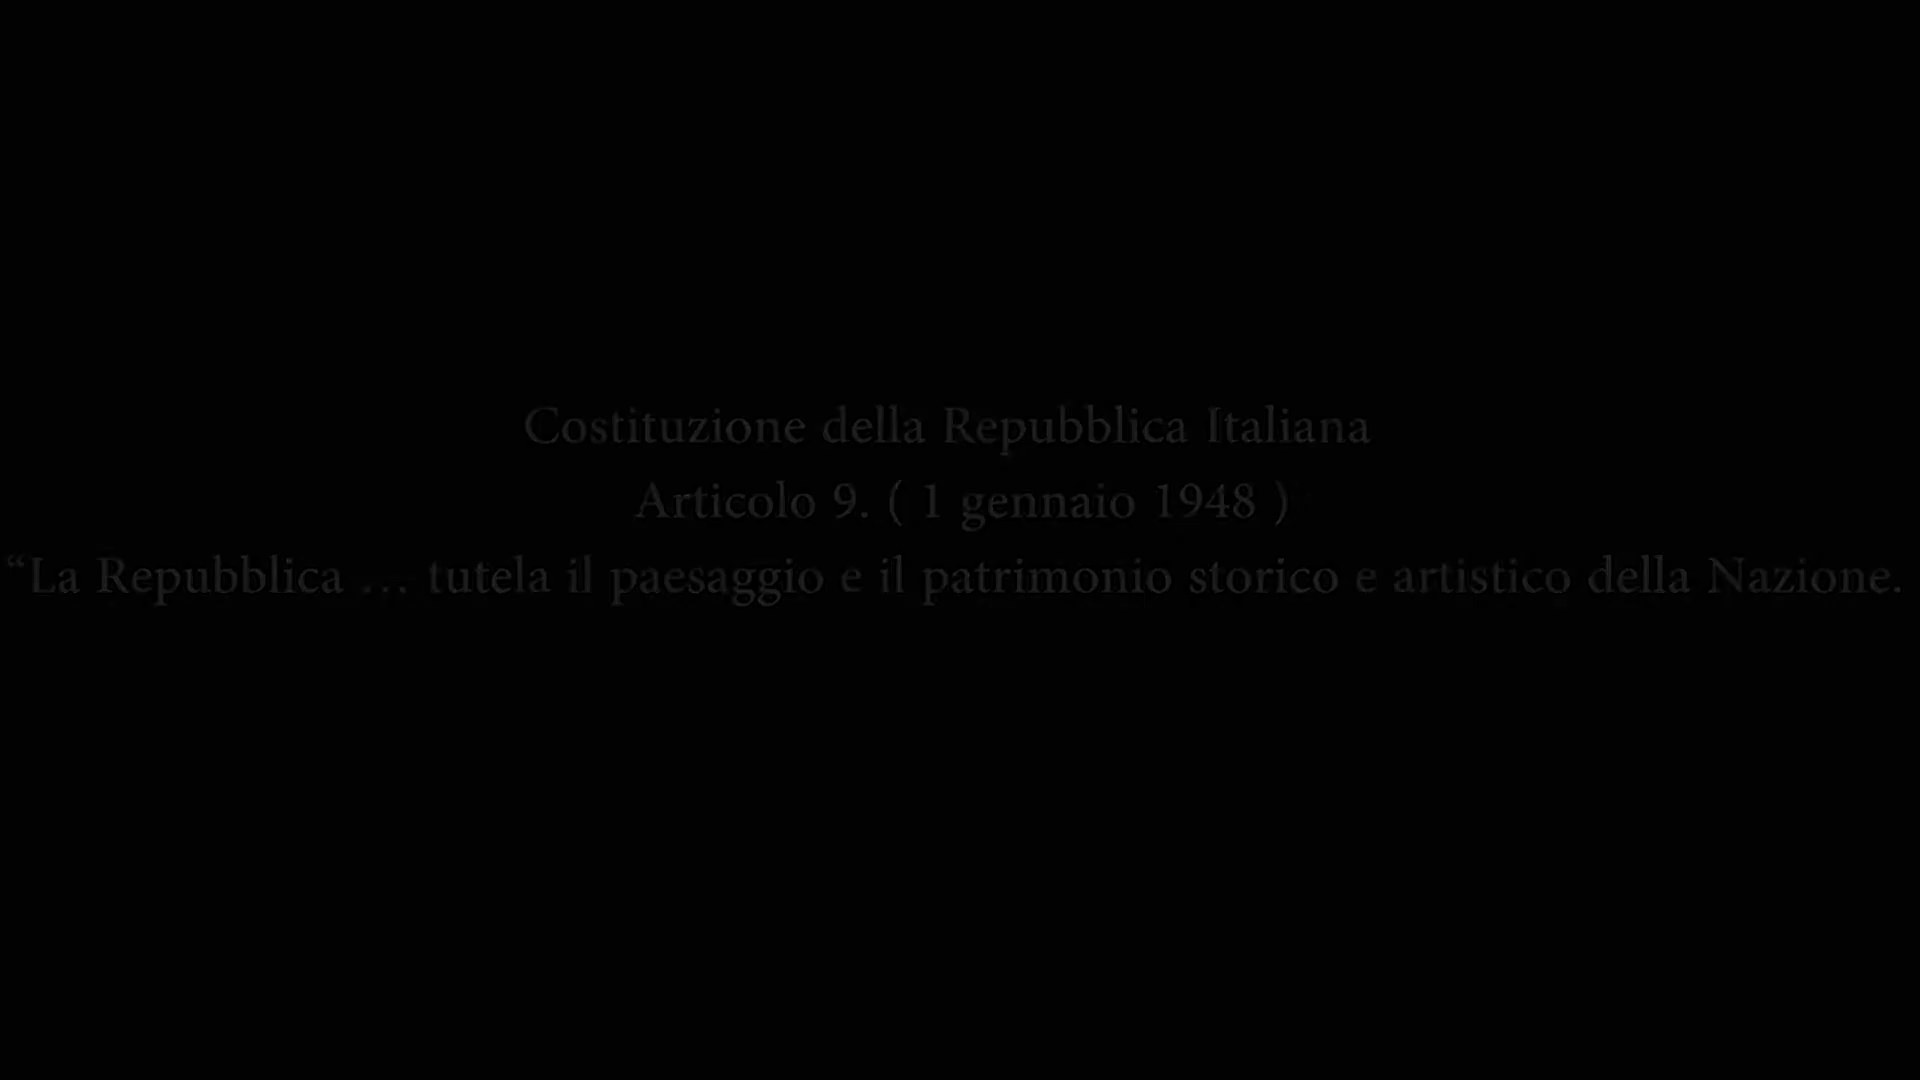 Costituzione della Repubblica Italiana
Articolo 9. ( 1 gennaio 1948 )
“La Repubblica … tutela il paesaggio e il patrimonio storico e artistico della Nazione.